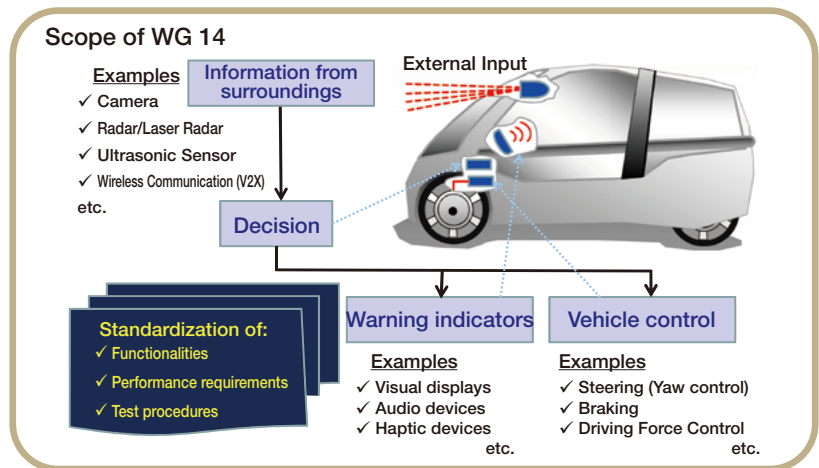 Scope of WG 14
Examples
✓ Camera
✓ Radar/Laser Radar
✓ Ultrasonic Sensor
✓ Wireless Communication (V2X)
etc.
Information from
surroundings
External Input
Decision
Standardization of:
✓ Functionalities
✓ Performance requirements
✓ Test procedures
Warning indicators
Examples
✓ Visual displays
✓ Audio devices
✓ Haptic devices
etc.
Vehicle control
Examples
✓ Steering (Yaw control)
✓ Braking
✓ Driving Force Control
etc.